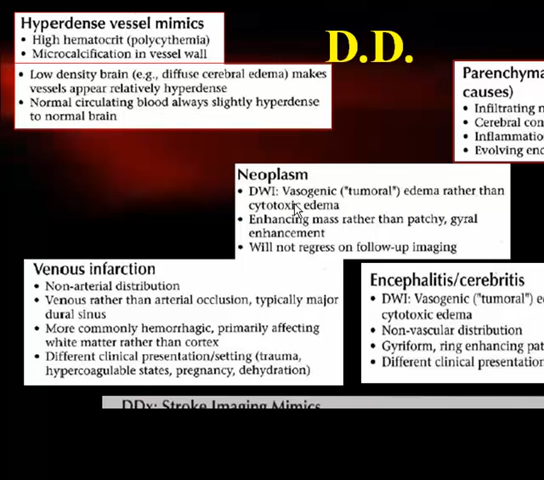 Hyperdense vessel mimics
• High hematocrit (polycythemia)
• Microcalcification in vessel wall
• Low density brain (e.g., diffuse cerebral edema) makes
vessels appear relatively hyperdense
• Normal circulating blood always slightly hyperdense
to normal brain
D.D.
Parenchyma
causes)
• Infiltrating
• Cerebral con
• Inflammatio
• Evolving enc
Neoplasm
• DWI: Vasogenic ("tumoral") edema rather than
cytotoxic edema
• Enhancing mass rather than patchy, gyral
enhancement
• Will not regress on follow-up imaging
Venous infarction
• Non-arterial distribution
• Venous rather than arterial occlusion, typically major
dural sinus
• More commonly hemorrhagic, primarily affecting
white matter rather than cortex
• Different clinical presentation/setting (trauma,
hypercoagulable states, pregnancy, dehydration)
Encephalitis/cerebritis
• DWI: Vasogenic ("tumoral") e
cytotoxic edema
• Non-vascular distribution
• Gyriform, ring enhancing pat
• Different clinical presentation
DDx: Stroke Imaging Mimics